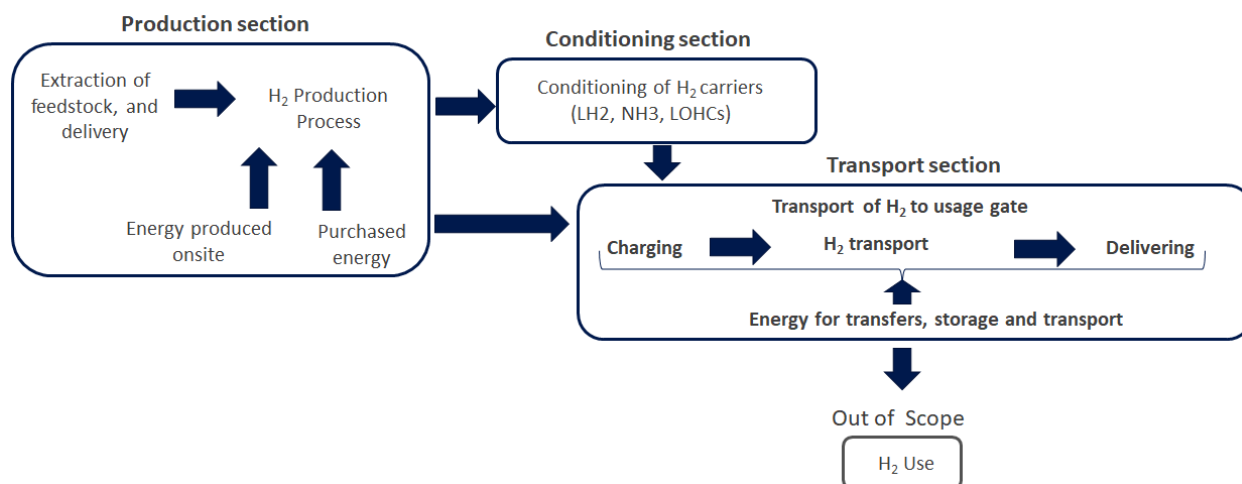 Production section
Extraction of
feedstock, and
delivery
H₂ Production
Process
Energy produced
onsite
Purchased
energy
Conditioning section
Conditioning of H₂ carriers
(LH2, NH3, LOHCs)
Transport section
Transport of H₂ to usage gate
Charging
H₂ transport
Delivering
Energy for transfers, storage and transport
Out of Scope
H₂ Use